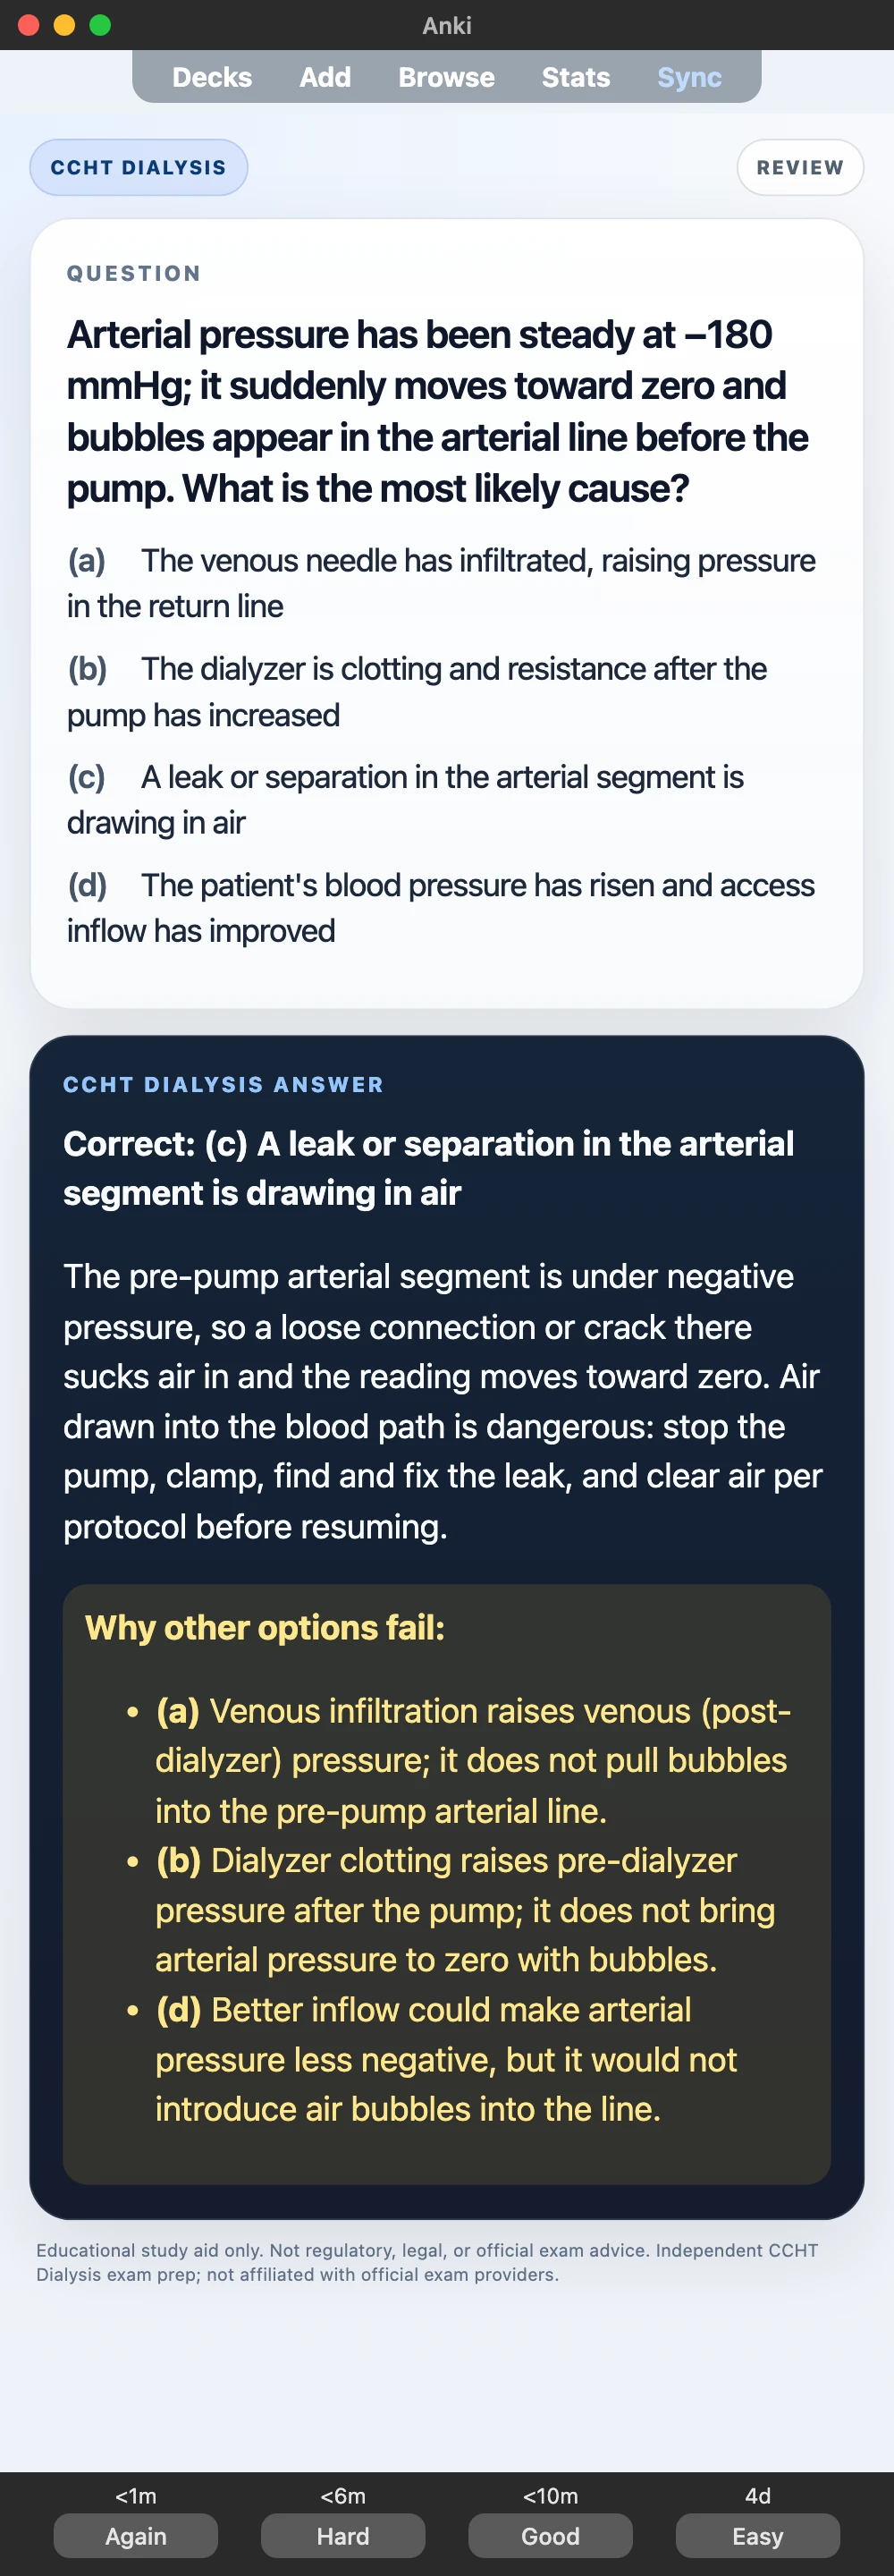 Anki
Decks Add Browse Stats Sync
CCHT DIALYSIS
REVIEW
QUESTION
Arterial pressure has been steady at −180
mmHg; it suddenly moves toward zero and
bubbles appear in the arterial line before the
pump. What is the most likely cause?
(a) The venous needle has infiltrated, raising pressure
in the return line
(b) The dialyzer is clotting and resistance after the
pump has increased
(c) A leak or separation in the arterial segment is
drawing in air
(d) The patient's blood pressure has risen and access
inflow has improved
CCHT DIALYSIS ANSWER
Correct: (c) A leak or separation in the arterial
segment is drawing in air
The pre-pump arterial segment is under negative
pressure, so a loose connection or crack there
sucks air in and the reading moves toward zero. Air
drawn into the blood path is dangerous: stop the
pump, clamp, find and fix the leak, and clear air per
protocol before resuming.
Why other options fail:
• (a) Venous infiltration raises venous (post-
dialyzer) pressure; it does not pull bubbles
into the pre-pump arterial line.
• (b) Dialyzer clotting raises pre-dialyzer
pressure after the pump; it does not bring
arterial pressure to zero with bubbles.
• (d) Better inflow could make arterial
pressure less negative, but it would not
introduce air bubbles into the line.
Educational study aid only. Not regulatory, legal, or official exam advice. Independent CCHT
Dialysis exam prep; not affiliated with official exam providers.
<1m <6m <10m 4d
Again Hard Good Easy